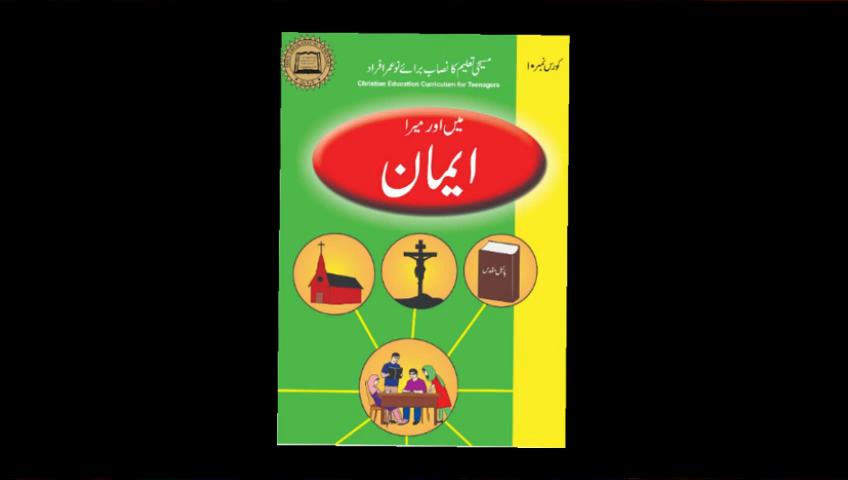 کورس نمبر ۱۰
مسیحی تعلیم کا نصاب برائے نوعمر افراد
Christian Education Curriculum for Teenagers
میں اور میرا
ایمان
بائبل مقدس